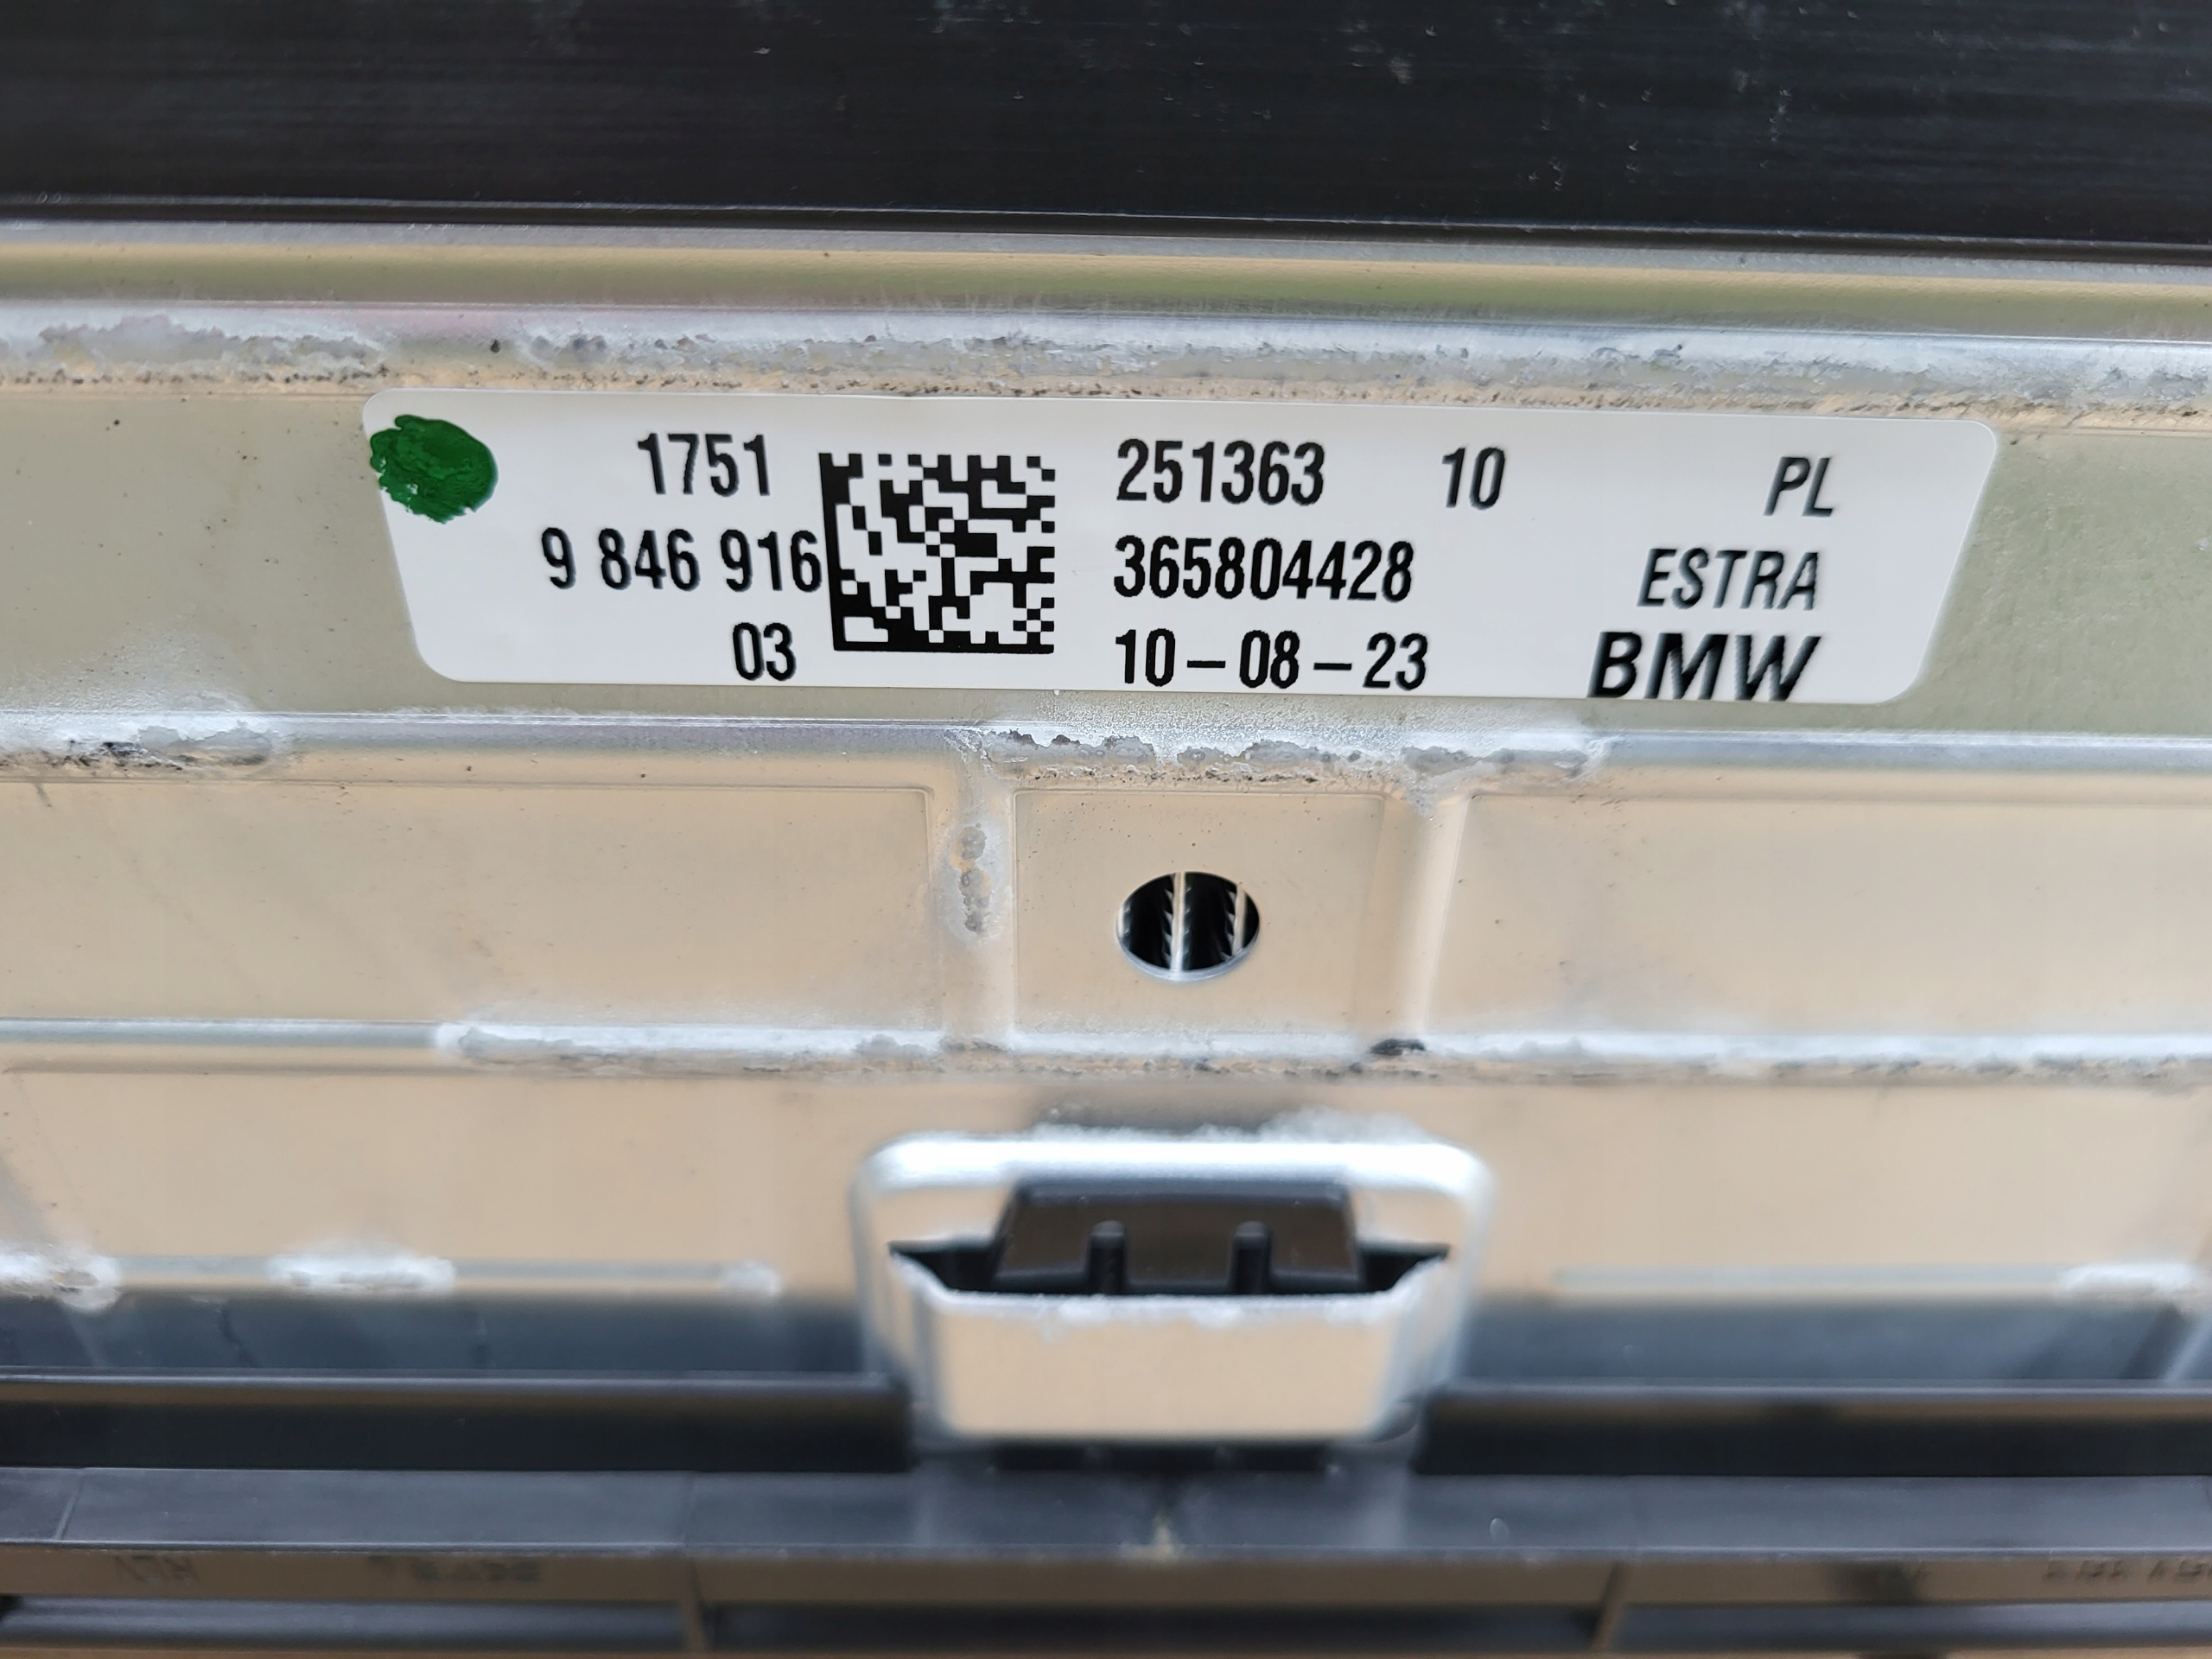 1751 251363 10 PL
9 846 916 365804428 ESTRA
03 10-08-23 BMW